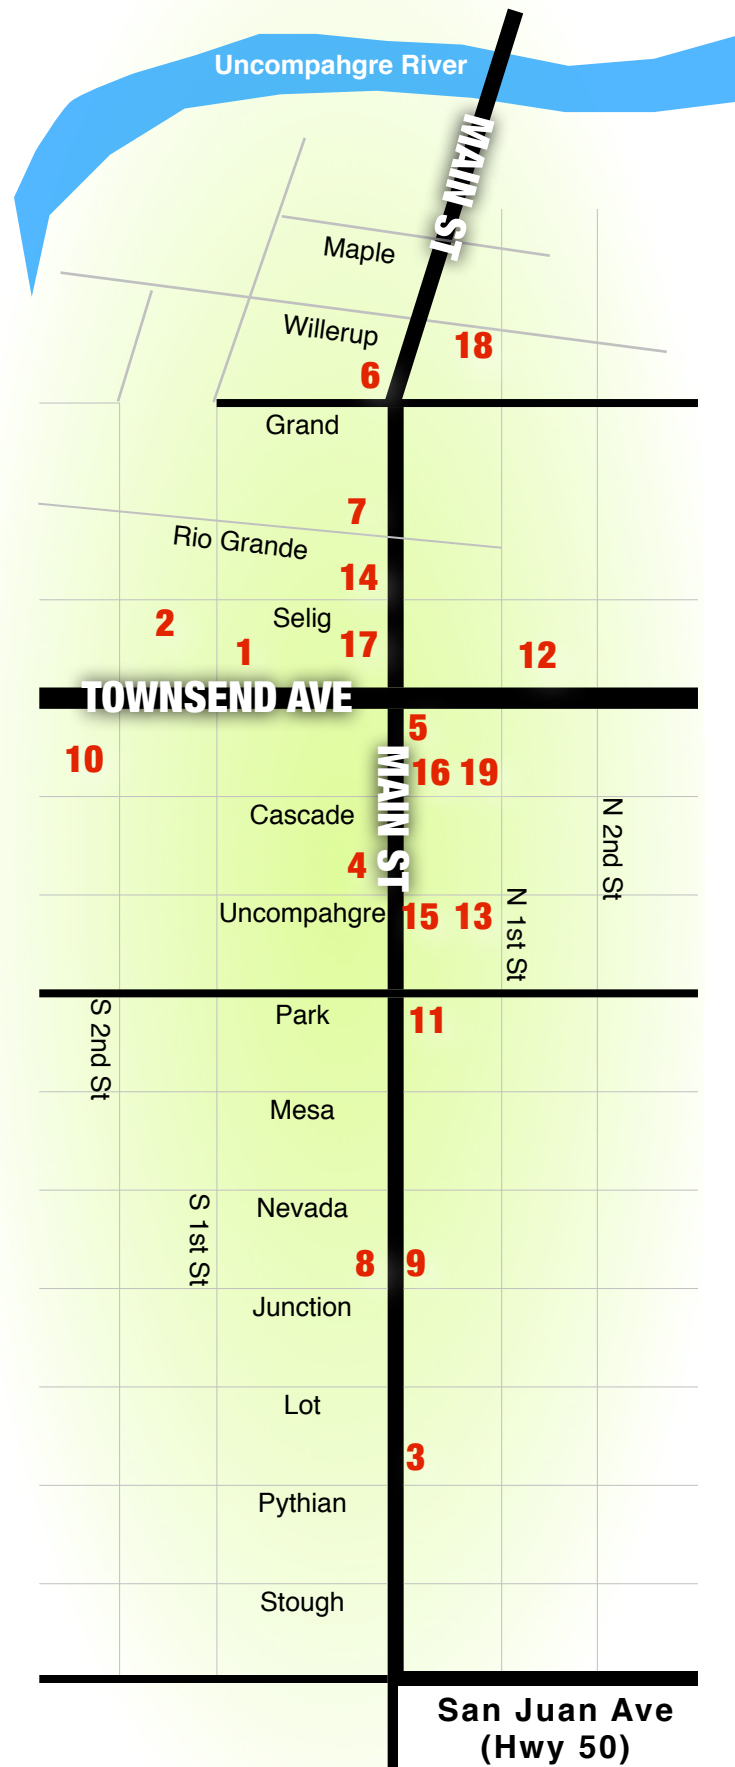 Uncompahgre River
MAIN ST
Maple
Willerup
18
6
Grand
7
Rio Grande
14
Selig
2
1
17
12
TOWNSEND AVE
5
10
MAIN ST
16 19
Cascade
N 2nd St
4
Uncompahgre
15 13
N 1st St
S 2nd St
Park
11
Mesa
S 1st St
Nevada
8
9
Junction
Lot
3
Pythian
Stough
San Juan Ave
(Hwy 50)